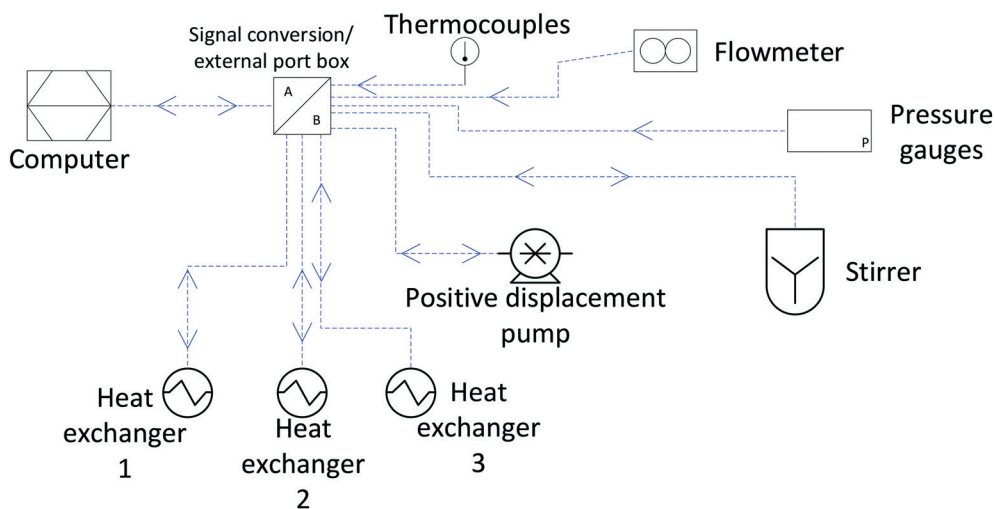 Thermocouples
Signal conversion/
external port box
Flowmeter
A
B
Computer
Pressure
gauges
P
Stirrer
Positive displacement
pump
Heat
exchanger
1
Heat
exchanger
2
Heat
exchanger
3